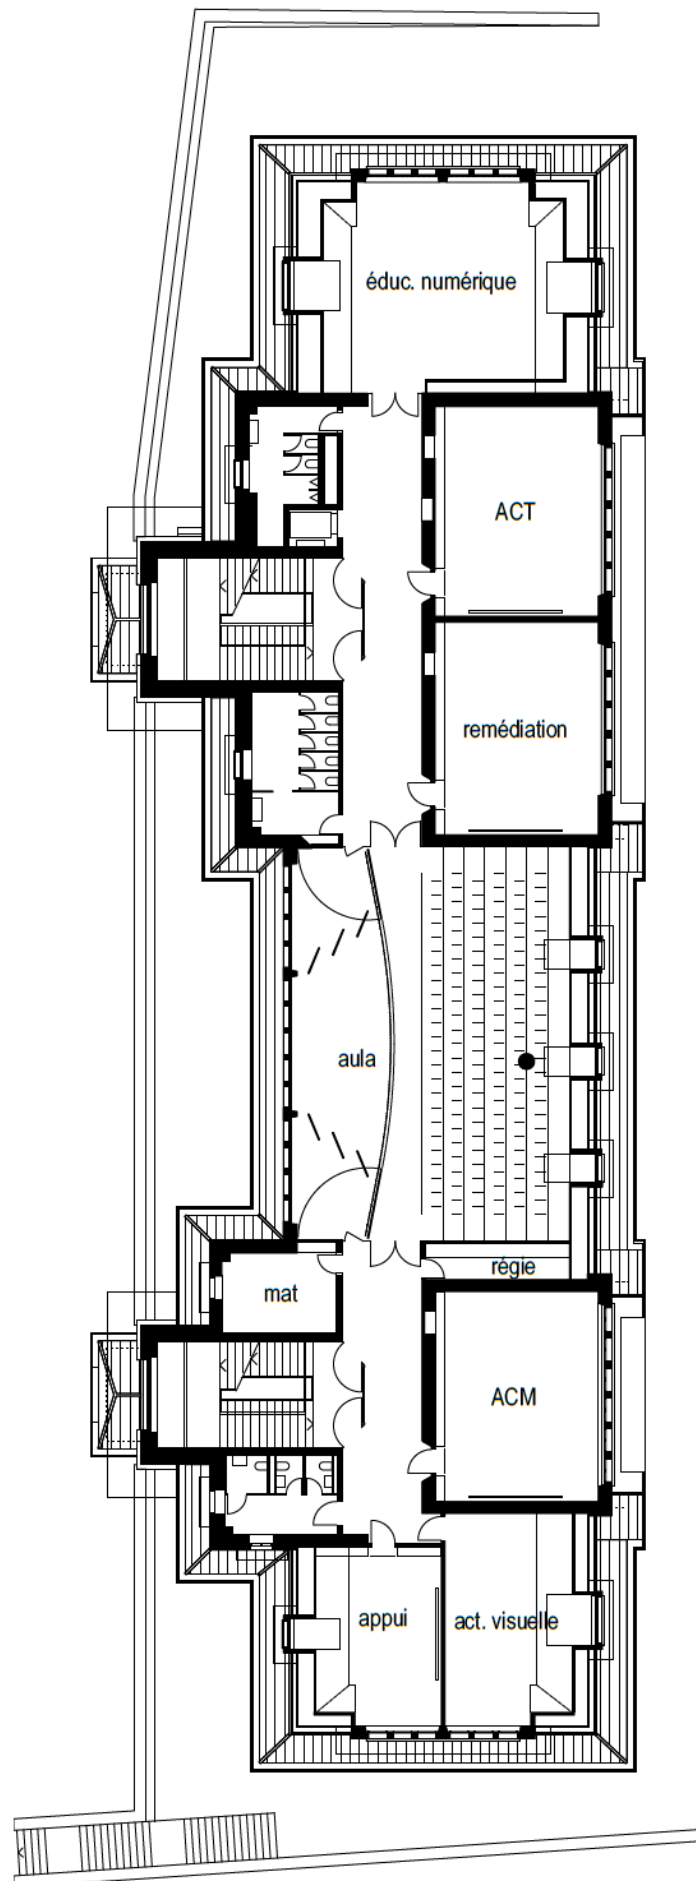 éduc. numérique
ACT
remédiation
aula
régie
mat
ACM
appui
act. visuelle